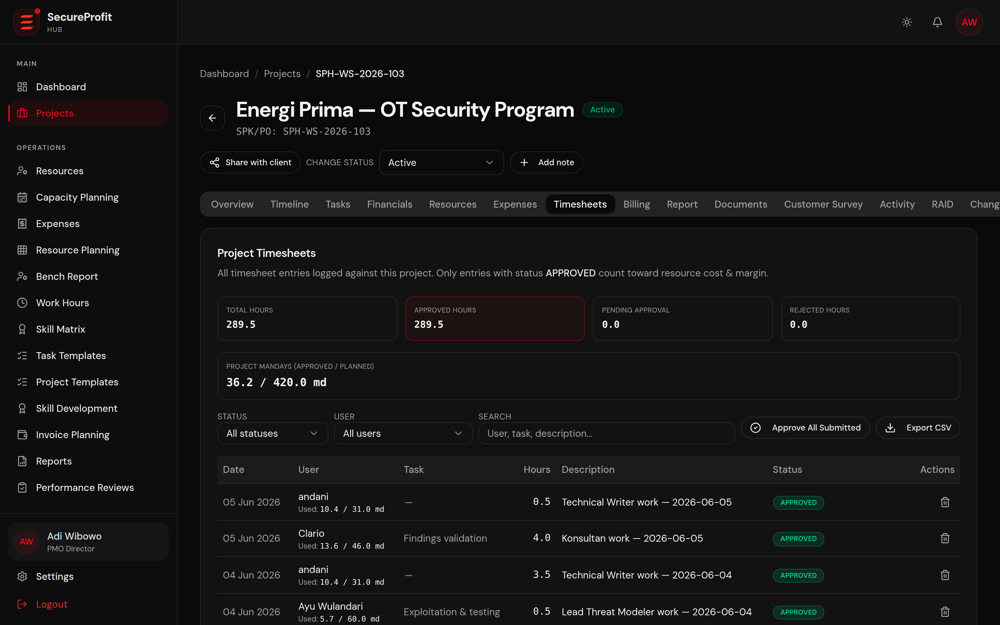 SecureProfit
HUB
AW
MAIN
Dashboard
Projects
OPERATIONS
Resources
Capacity Planning
Expenses
Resource Planning
Bench Report
Work Hours
Skill Matrix
Task Templates
Project Templates
Skill Development
Invoice Planning
Reports
Performance Reviews
AW
Adi Wibowo
PMO Director
Settings
Logout
Dashboard / Projects / SPH-WS-2026-103
Energi Prima — OT Security Program Active
SPK/PO: SPH-WS-2026-103
Share with client CHANGE STATUS Active Add note
Overview Timeline Tasks Financials Resources Expenses Timesheets Billing Report Documents Customer Survey Activity RAID Chang
Project Timesheets
All timesheet entries logged against this project. Only entries with status APPROVED count toward resource cost & margin.
TOTAL HOURS APPROVED HOURS PENDING APPROVAL REJECTED HOURS
289.5 289.5 0.0 0.0
PROJECT MANDAYS (APPROVED / PLANNED)
36.2 / 420.0 md
STATUS USER SEARCH
All statuses All users User, task, description... Approve All Submitted Export CSV
Date User Task Hours Description Status Actions
05 Jun 2026 andani — 0.5 Technical Writer work — 2026-06-05 APPROVED
Used: 10.4 / 31.0 md
05 Jun 2026 Clario Findings validation 4.0 Konsultan work — 2026-06-05 APPROVED
Used: 13.6 / 46.0 md
04 Jun 2026 andani — 3.5 Technical Writer work — 2026-06-04 APPROVED
Used: 10.4 / 31.0 md
04 Jun 2026 Ayu Wulandari Exploitation & testing 0.5 Lead Threat Modeler work — 2026-06-04 APPROVED
Used: 5.7 / 60.0 md